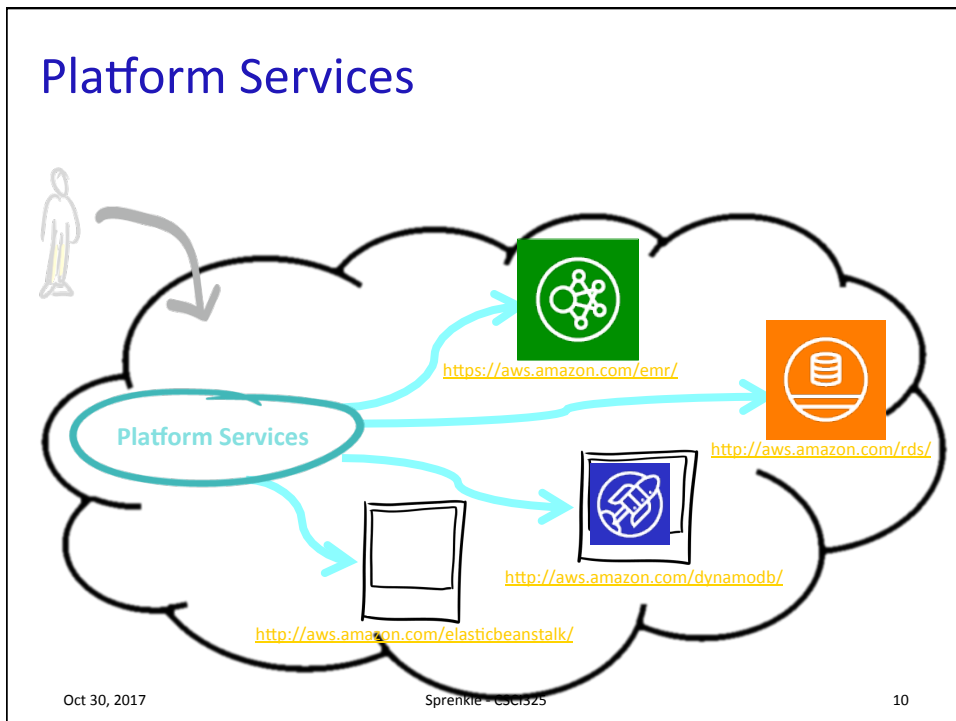 Platform Services
https://aws.amazon.com/emr/
Platform Services
http://aws.amazon.com/rds/
http://aws.amazon.com/dynamodb/
http://aws.amazon.com/elasticbeanstalk/
Oct 30, 2017
Sprenkle - CSCI325
10